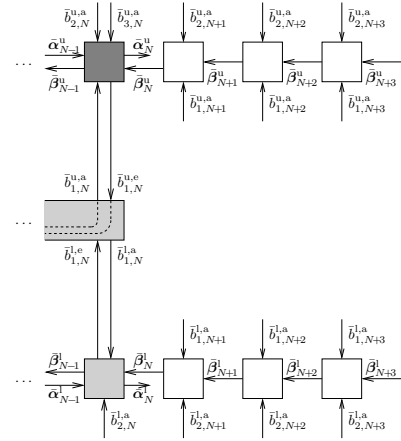 b̄^{u,a}_{2,N} b̄^{u,a}_{3,N} b̄^{u,a}_{2,N+1} b̄^{u,a}_{2,N+2} b̄^{u,a}_{2,N+3}
ᾱ^u_{N−1} ᾱ^u_N
...
β̄^u_{N−1} β̄^u_N β̄^u_{N+1} β̄^u_{N+2} β̄^u_{N+3}
b̄^{u,a}_{1,N+1} b̄^{u,a}_{1,N+2} b̄^{u,a}_{1,N+3}
b̄^{u,a}_{1,N} b̄^{u,e}_{1,N}
...
b̄^{l,e}_{1,N} b̄^{l,a}_{1,N}
b̄^{l,a}_{1,N+1} b̄^{l,a}_{1,N+2} b̄^{l,a}_{1,N+3}
β̄^l_{N−1} β̄^l_N β̄^l_{N+1} β̄^l_{N+2} β̄^l_{N+3}
...
ᾱ^l_{N−1} ᾱ^l_N
b̄^{l,a}_{2,N} b̄^{l,a}_{2,N+1} b̄^{l,a}_{2,N+2} b̄^{l,a}_{2,N+3}